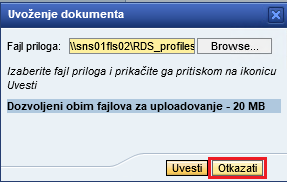 Uvoženje dokumenta
Fajl priloga: \\sns01fls02\RDS_profiles Browse...
Izaberite fajl priloga i prikačite ga pritiskom na ikonicu
Uvesti
Dozvoljeni obim fajlova za uploadovanje - 20 MB
Uvesti Otkazati